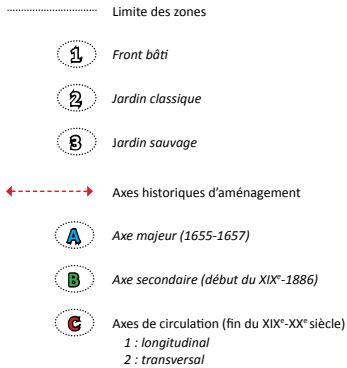 Limite des zones
1 Front bâti
2 Jardin classique
3 Jardin sauvage
Axes historiques d’aménagement
A Axe majeur (1655-1657)
B Axe secondaire (début du XIXᵉ-1886)
C Axes de circulation (fin du XIXᵉ-XXᵉ siècle)
1 : longitudinal
2 : transversal